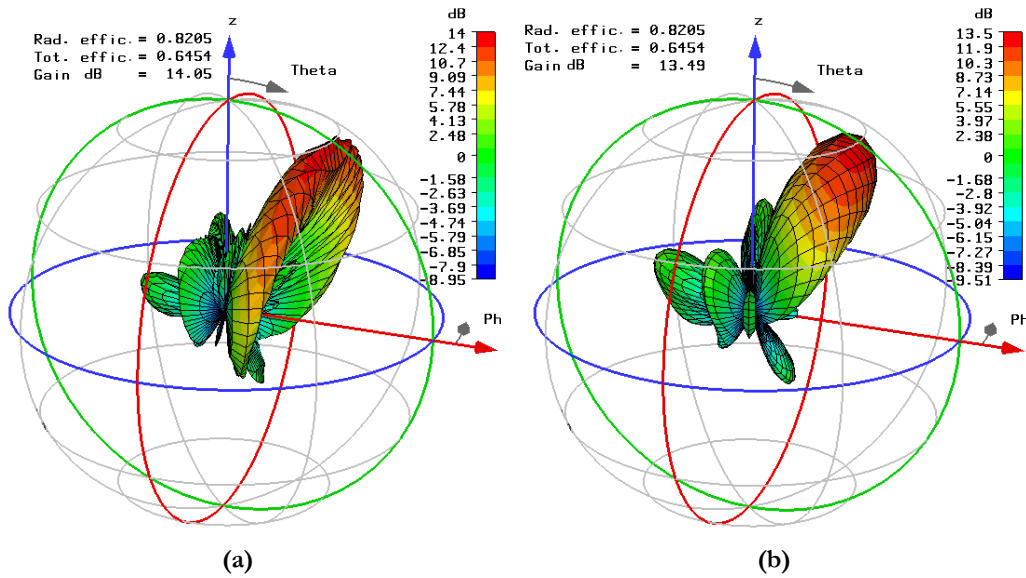 Rad. effic. = 0.8205
Tot. effic. = 0.6454
Gain dB = 14.05
z
Theta
Ph
dB
14
12.4
10.7
9.09
7.44
5.78
4.13
2.48
0
-1.58
-2.63
-3.69
-4.74
-5.79
-6.85
-7.9
-8.95
(a)
Rad. effic. = 0.8205
Tot. effic. = 0.6454
Gain dB = 13.49
z
Theta
Ph
dB
13.5
11.9
10.3
8.73
7.14
5.55
3.97
2.38
0
-1.68
-2.8
-3.92
-5.04
-6.15
-7.27
-8.39
-9.51
(b)